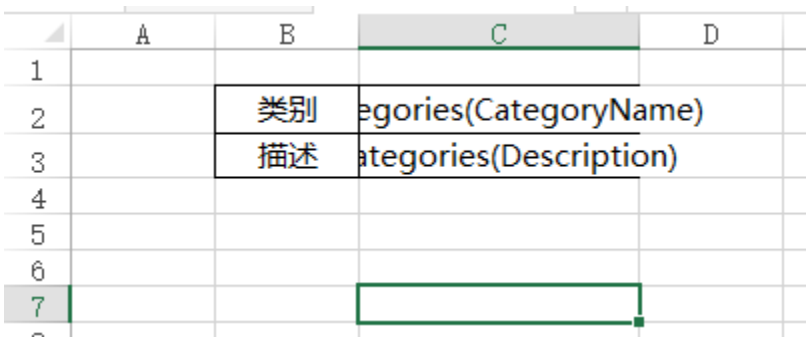 A B C D
1
2 类别 egories(CategoryName)
3 描述 ategories(Description)
4
5
6
7